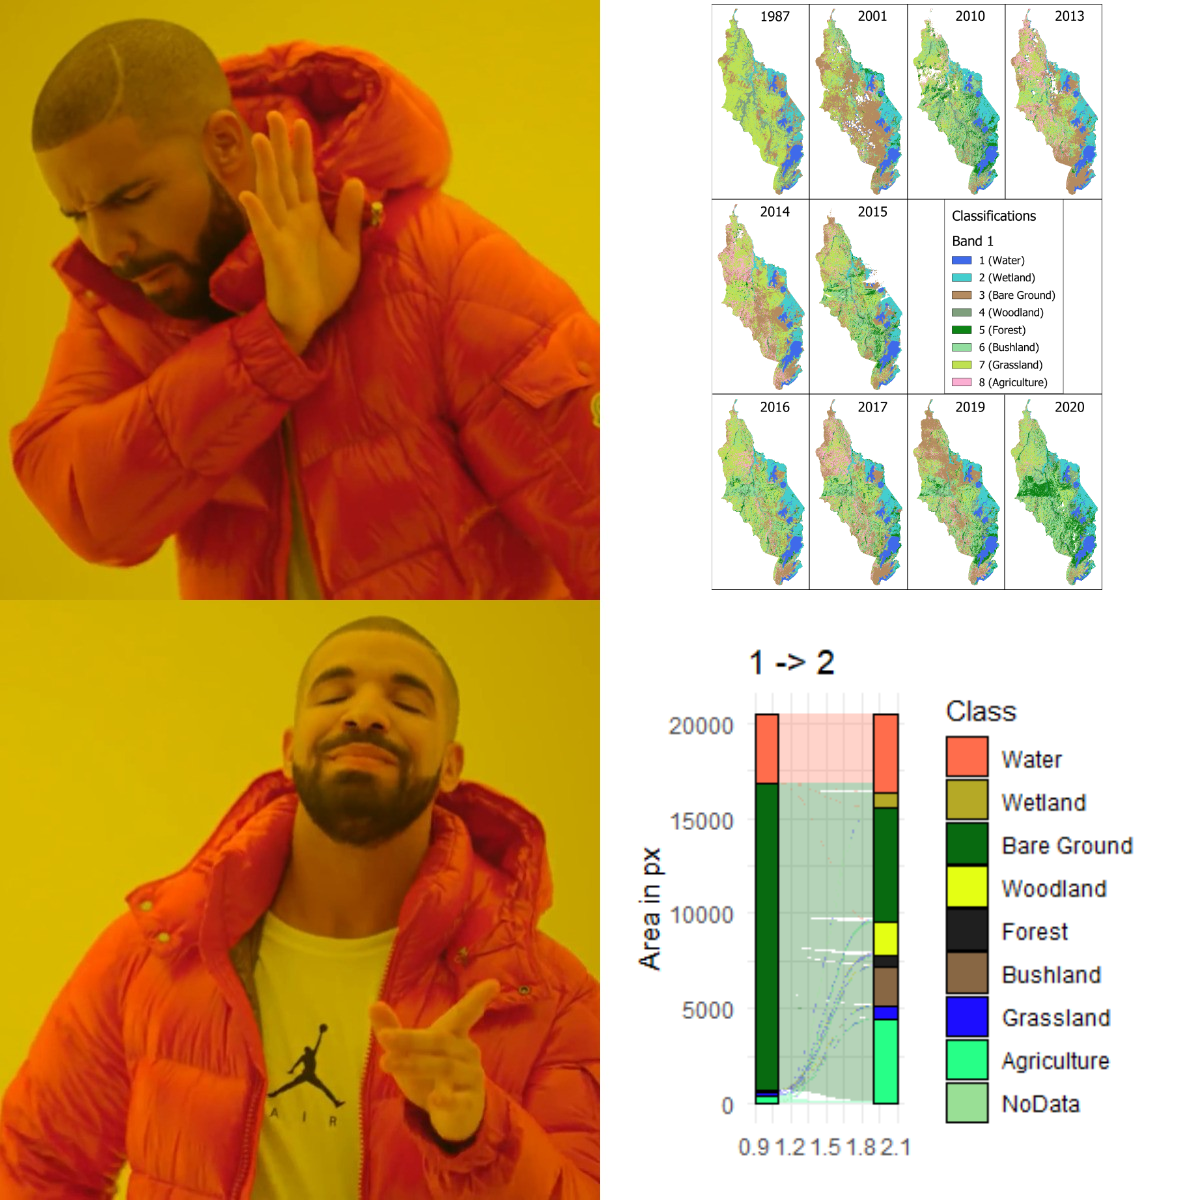 1987
2001
2010
2013
2014
2015
Classifications
Band 1
1 (Water)
2 (Wetland)
3 (Bare Ground)
4 (Woodland)
5 (Forest)
6 (Bushland)
7 (Grassland)
8 (Agriculture)
2016
2017
2019
2020
A I R
1 -> 2
Area in px
20000
15000
10000
5000
0
0.9 1.2 1.5 1.8 2.1
Class
Water
Wetland
Bare Ground
Woodland
Forest
Bushland
Grassland
Agriculture
NoData